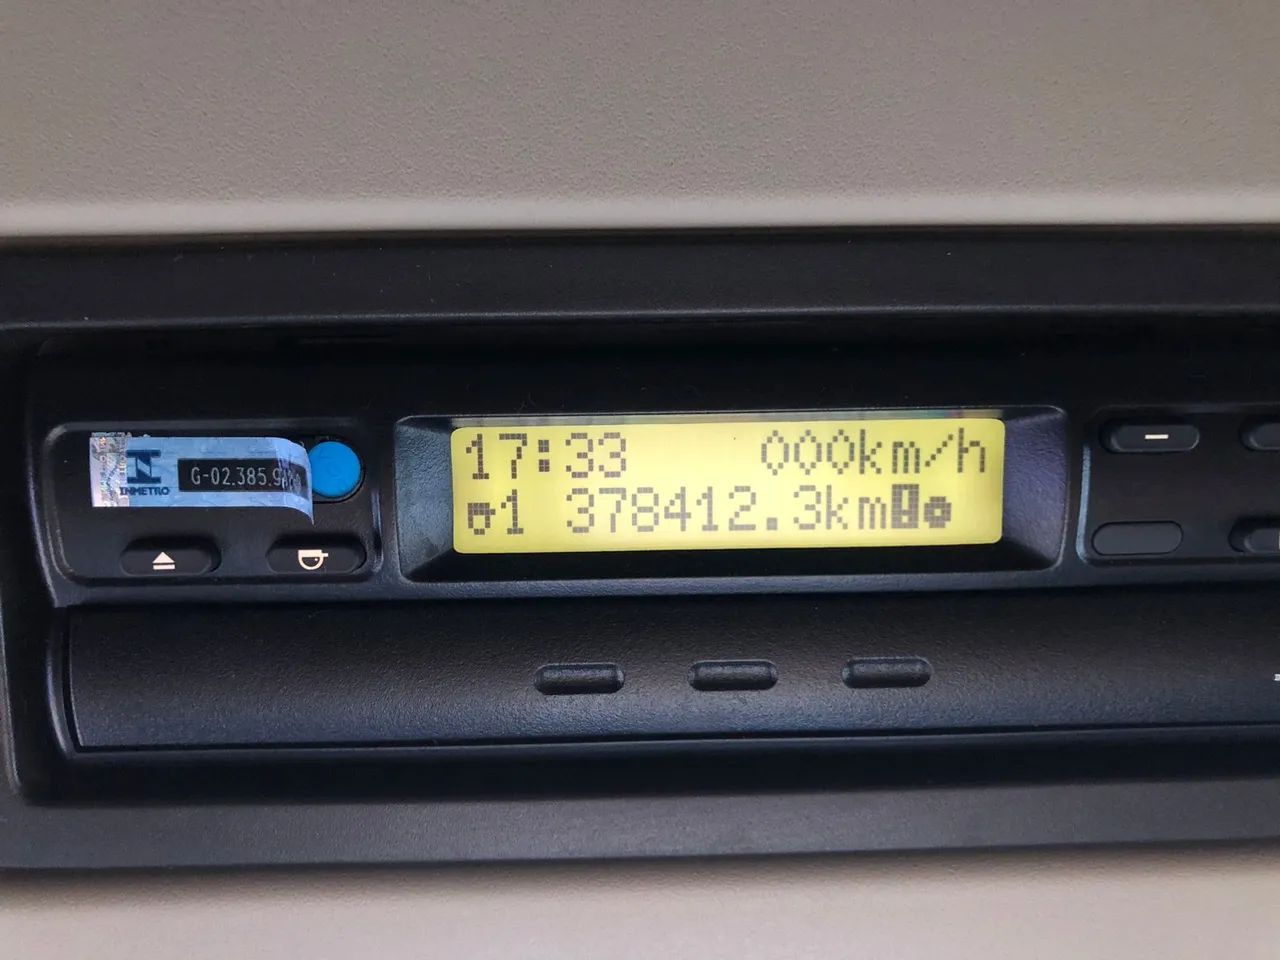 17:33 000km/h
1 378412.3km
INMETRO
G-02.385.9